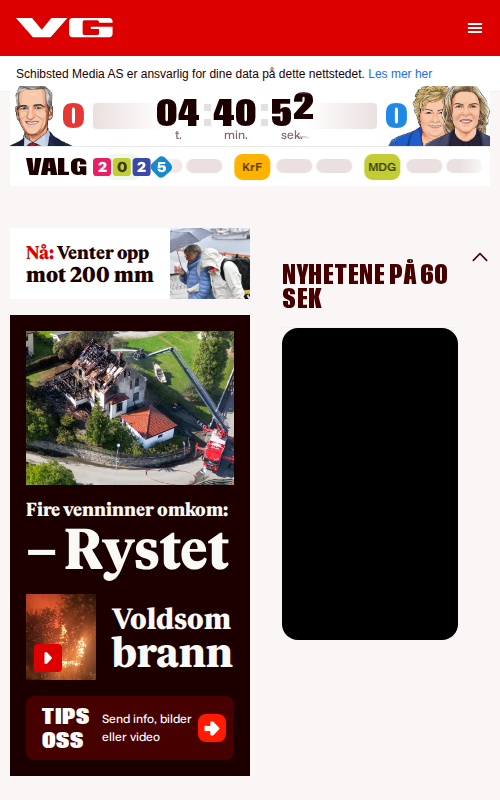 VG
Schibsted Media AS er ansvarlig for dine data på dette nettstedet. Les mer her
0 04:40:52 0
t. min. sek.
VALG 2025 KrF MDG
Nå: Venter opp
mot 200 mm
NYHETENE PÅ 60
SEK
Fire venninner omkom:
– Rystet
Voldsom
brann
TIPS
OSS
Send info, bilder
eller video